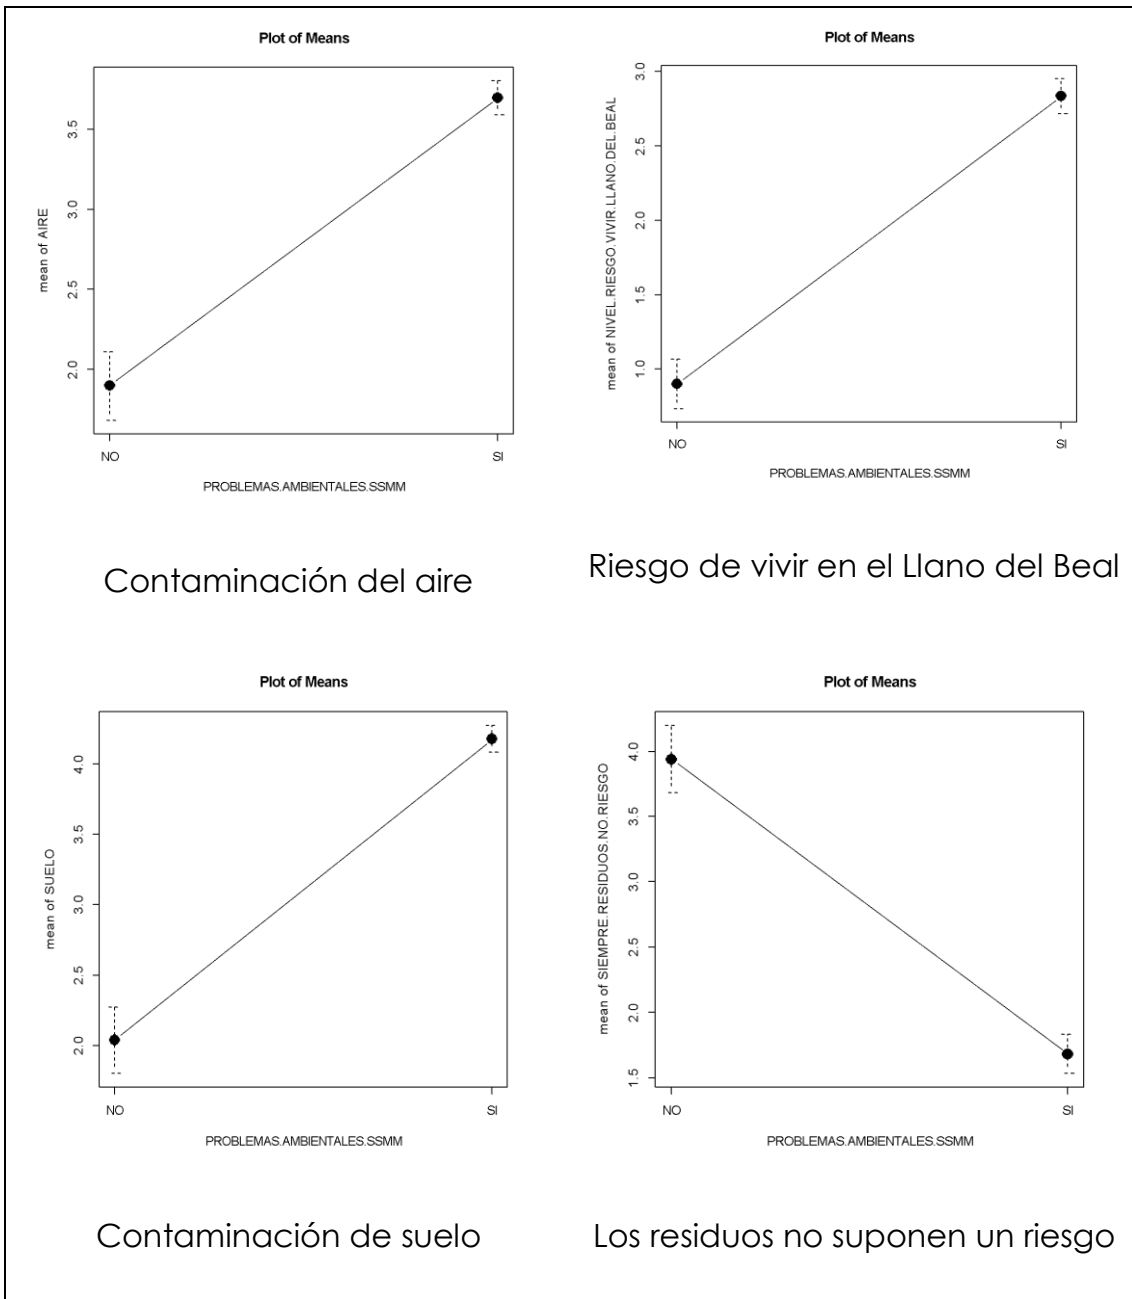 Plot of Means
mean of AIRE
3.5
3.0
2.5
2.0
NO
SI
PROBLEMAS.AMBIENTALES.SSMM
Contaminación del aire
Plot of Means
mean of NIVEL.RIESGO.VIVIR.LLANO.DEL.BEAL
3.0
2.5
2.0
1.5
1.0
NO
SI
PROBLEMAS.AMBIENTALES.SSMM
Riesgo de vivir en el Llano del Beal
Plot of Means
mean of SUELO
4.0
3.5
3.0
2.5
2.0
NO
SI
PROBLEMAS.AMBIENTALES.SSMM
Contaminación de suelo
Plot of Means
mean of SIEMPRE.RESIDUOS.NO.RIESGO
4.0
3.5
3.0
2.5
2.0
1.5
NO
SI
PROBLEMAS.AMBIENTALES.SSMM
Los residuos no suponen un riesgo